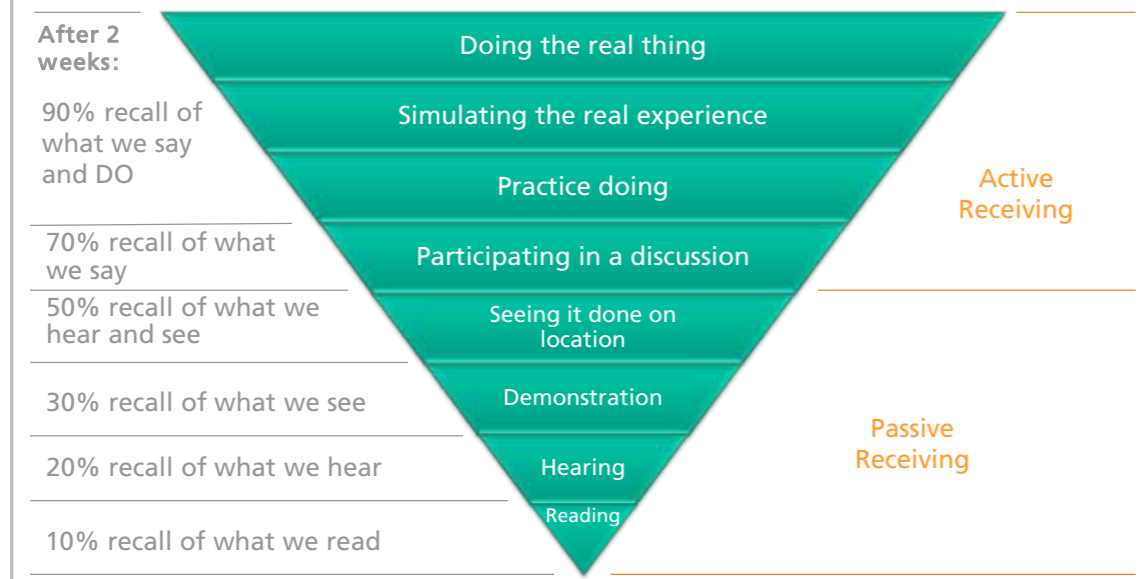 After 2
weeks:
Doing the real thing
90% recall of
what we say
and DO
Simulating the real experience
Practice doing
Active
Receiving
70% recall of what
we say
Participating in a discussion
50% recall of what we
hear and see
Seeing it done on
location
30% recall of what we see
Demonstration
Passive
Receiving
20% recall of what we hear
Hearing
10% recall of what we read
Reading